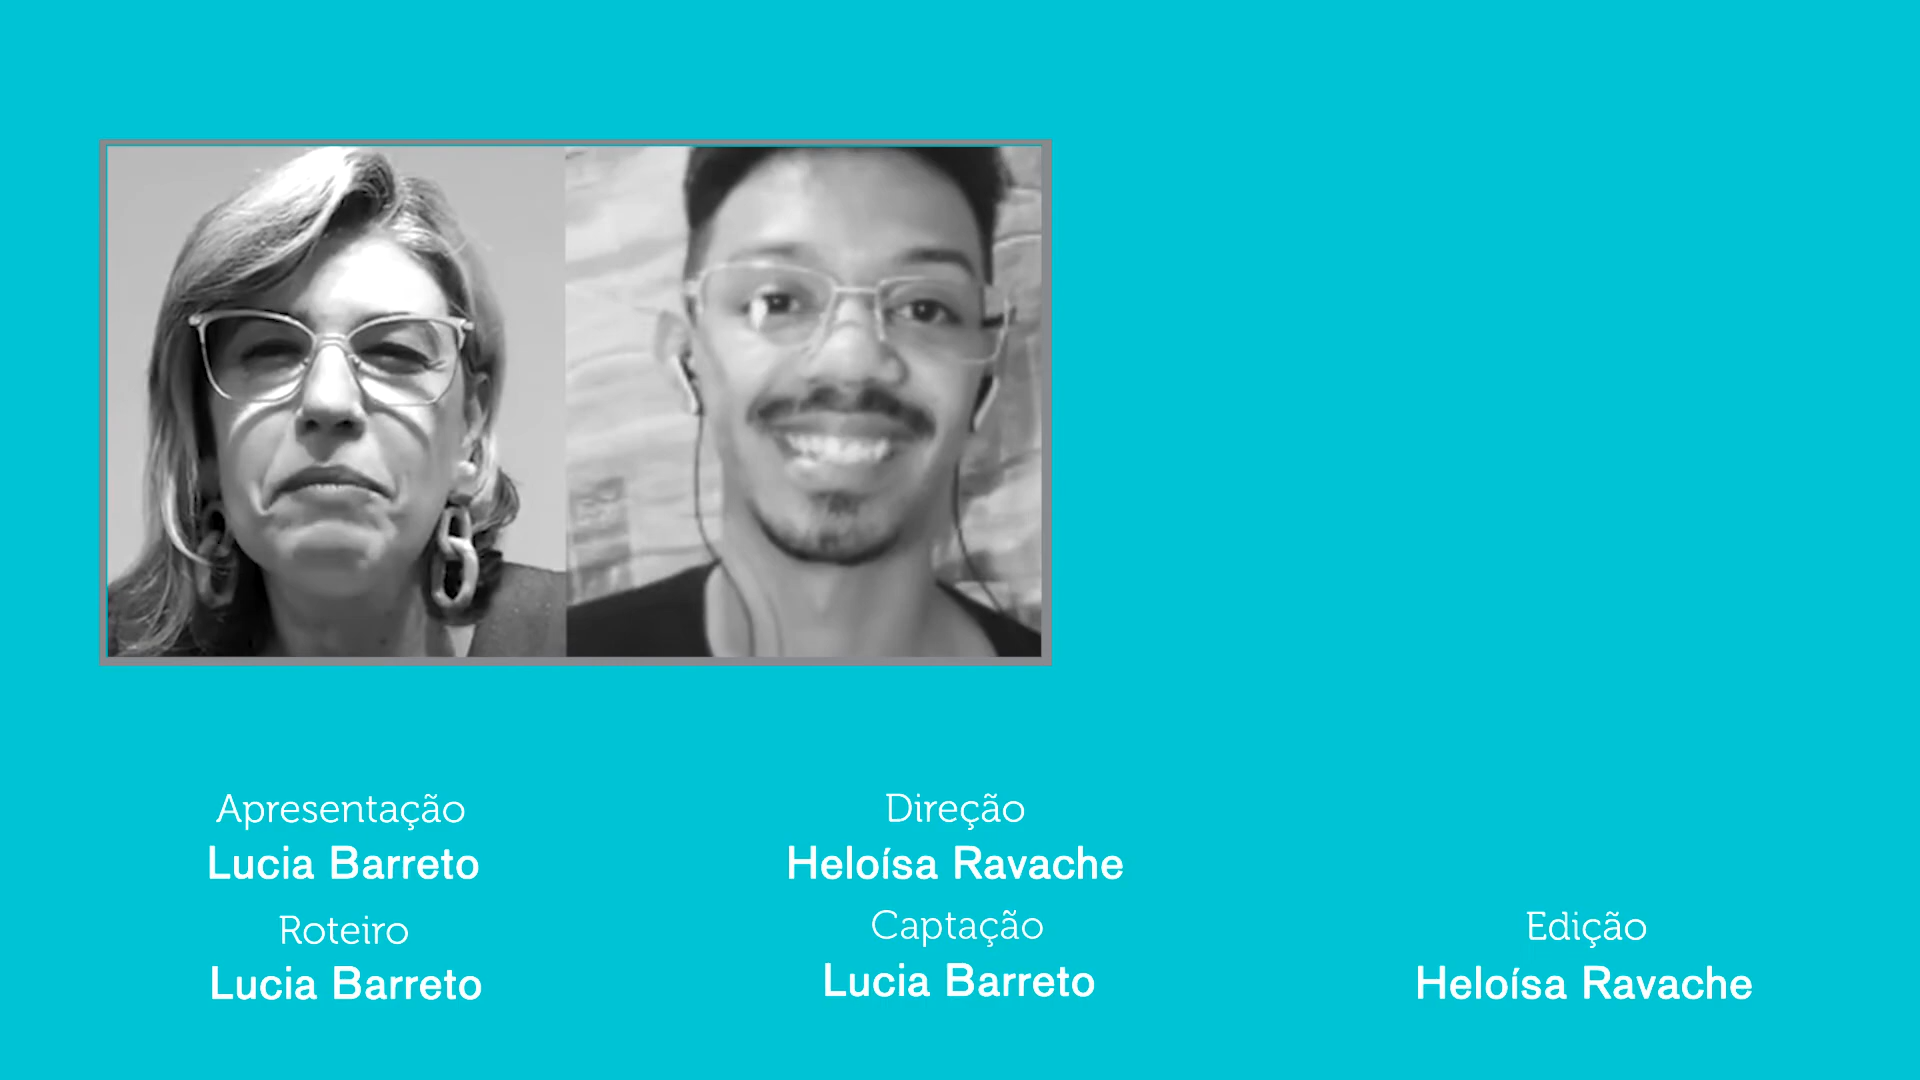 Apresentação
Lucia Barreto
Roteiro
Lucia Barreto
Direção
Heloísa Ravache
Captação
Lucia Barreto
Edição
Heloísa Ravache